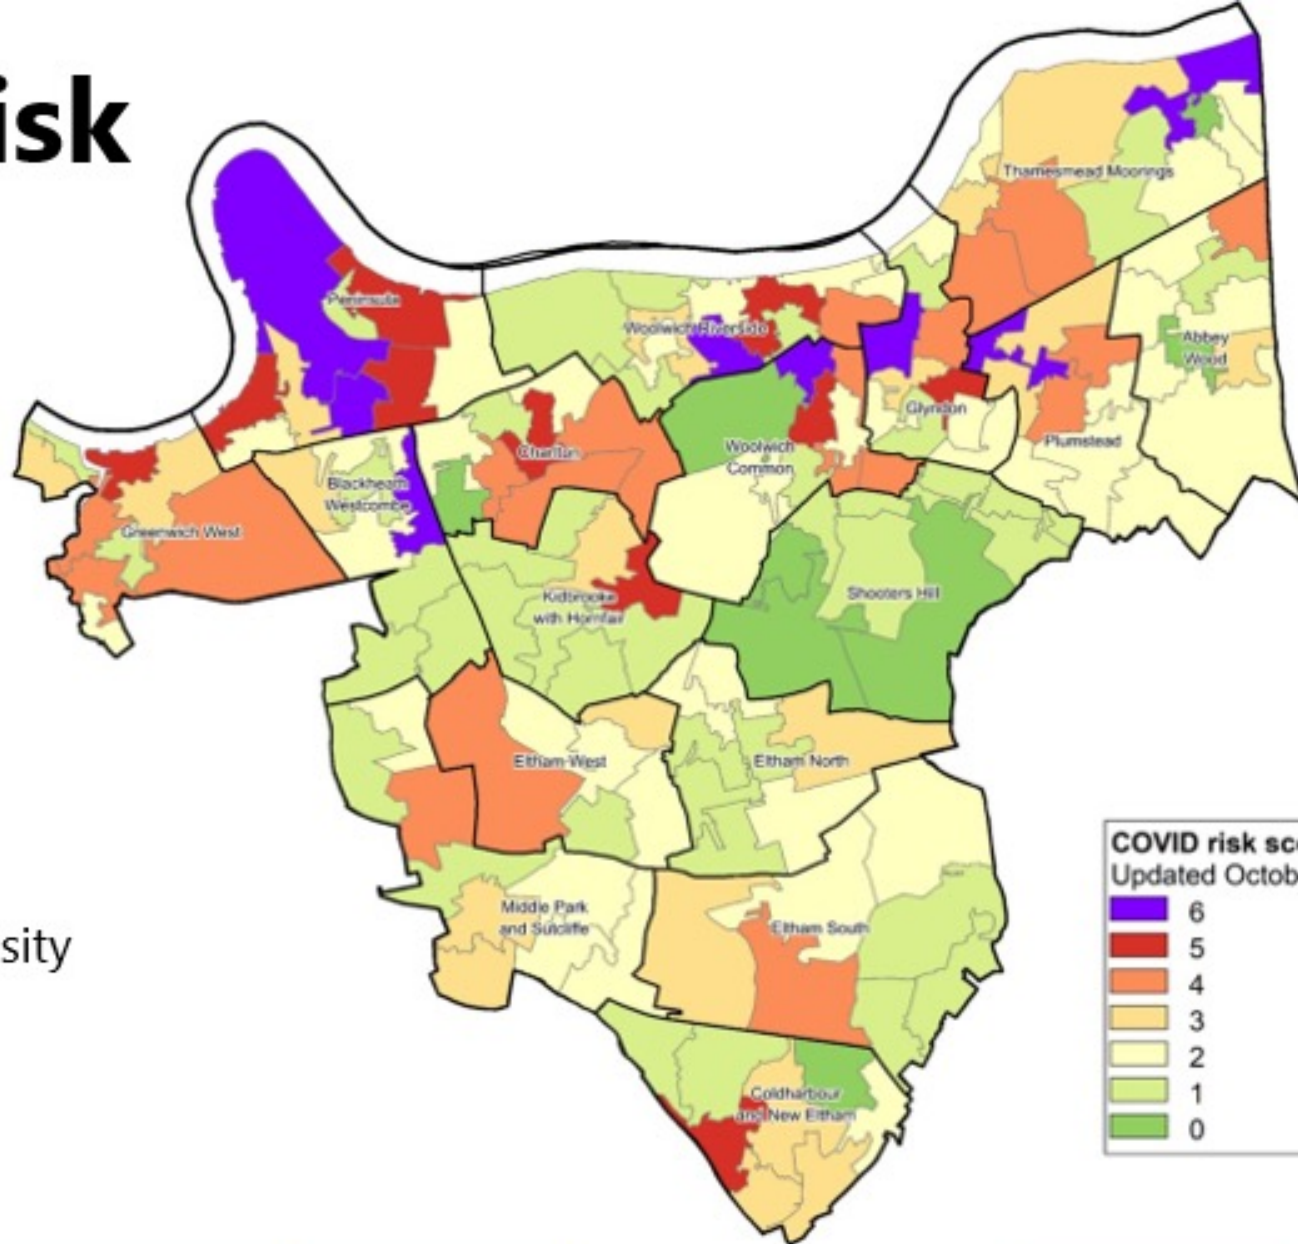 isk
Thamesmead Moorings
Peninsula
Woolwich Riverside
Abbey
Wood
Glyndon
Plumstead
Charlton
Woolwich
Common
Blackheath
Westcombe
Greenwich West
Shooters Hill
Kidbrooke
with Hornfair
Eltham West
Eltham North
COVID risk sc
Updated Octob
6
5
4
3
2
1
0
Middle Park
and Sutcliffe
Eltham South
sity
Coldharbour
and New Eltham